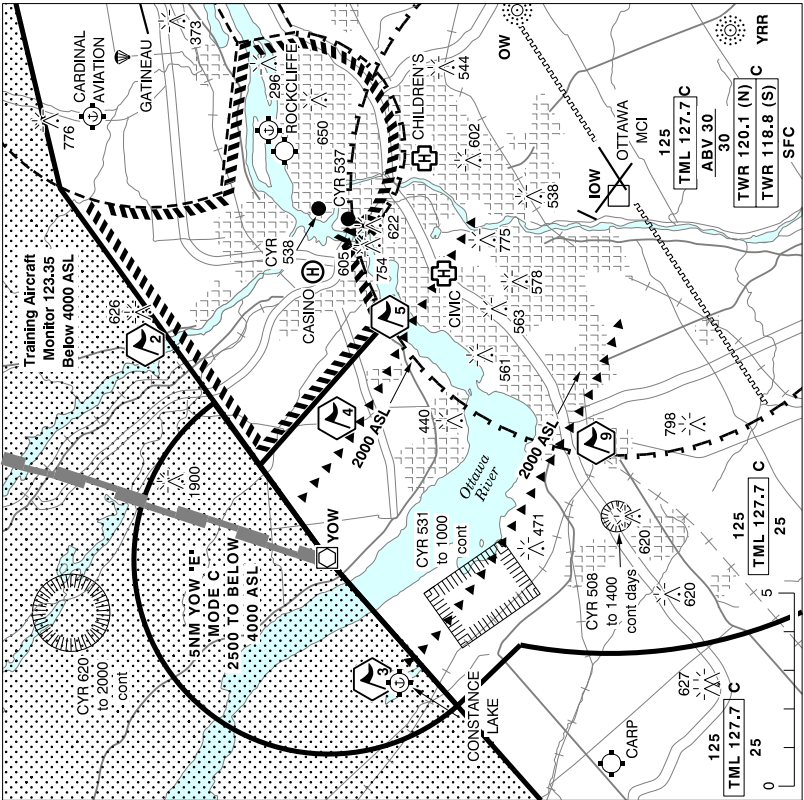 Training Aircraft
Monitor 123.35
Below 4000 ASL
CYR 620
to 2000
cont
776
CARDINAL
AVIATION
GATINEAU
373
626
2
1900
5NM YOW "E"
MODE C
2500 TO BELOW
4000 ASL
296
ROCKCLIFFE
650
CYR
538
CYR 537
CASINO
605
754
622
YOW
4
5
2000 ASL
3
CONSTANCE
LAKE
CYR 531
to 1000
cont
440
Ottawa
River
CHILDREN'S
544
602
CIVIC
775
538
578
563
561
OW
2000 ASL
471
9
IOW
OTTAWA
MCI
CYR 508
to 1400
cont days
620
620
798
CARP
627
125
TML 127.7 C
25
125
TML 127.7 C
25
125
TML 127.7 C
ABV 30
30
TWR 120.1 (N) C
TWR 118.8 (S)
SFC
YRR
0
5